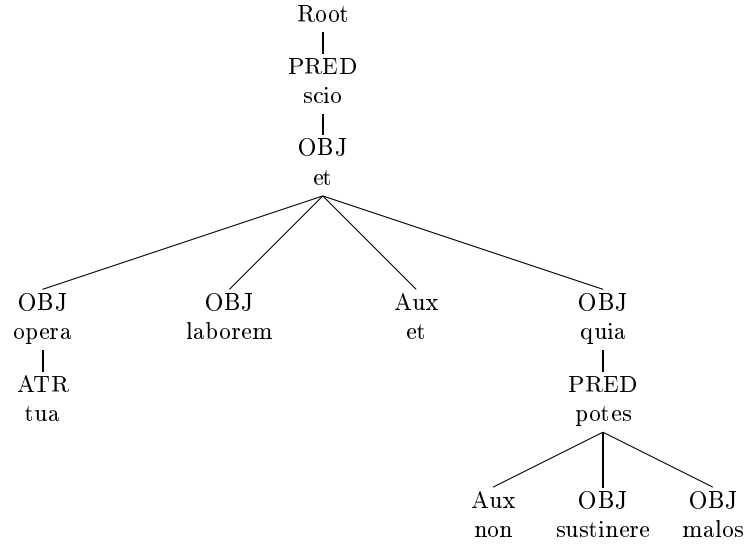 Root
PRED
scio
OBJ
et
OBJ OBJ Aux OBJ
opera laborem et quia
ATR PRED
tua potes
Aux OBJ OBJ
non sustinere malos